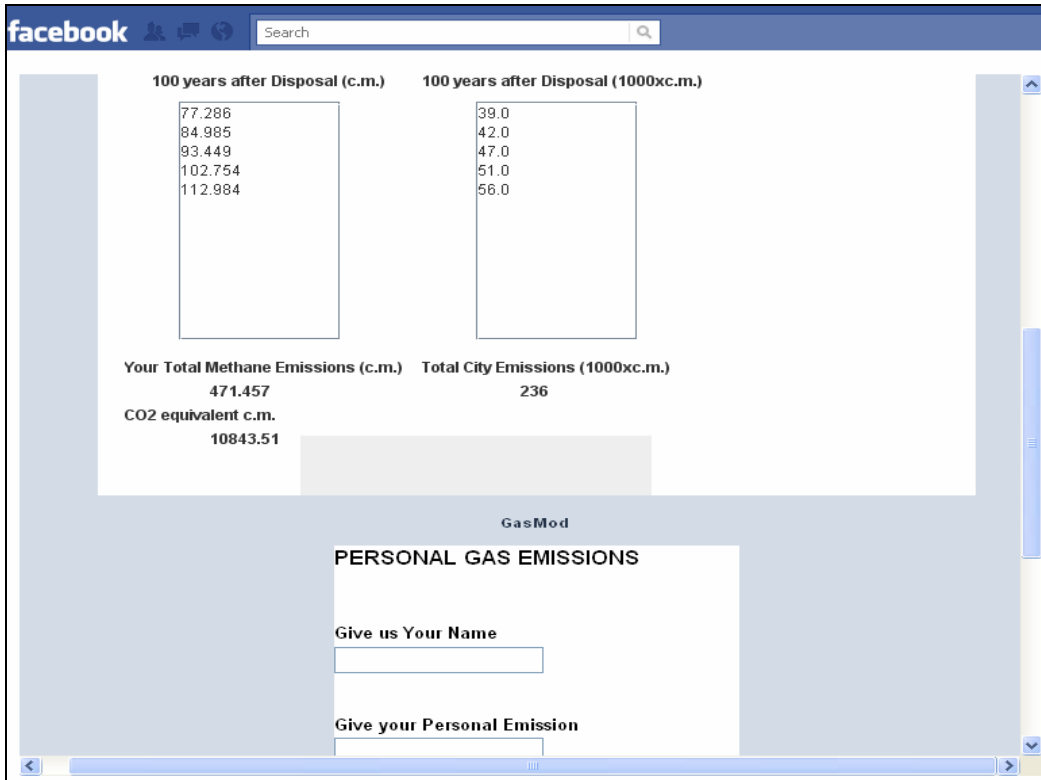 facebook
Search
100 years after Disposal (c.m.) 100 years after Disposal (1000xc.m.)
77.286 39.0
84.985 42.0
93.449 47.0
102.754 51.0
112.984 56.0
Your Total Methane Emissions (c.m.) Total City Emissions (1000xc.m.)
471.457 236
CO2 equivalent c.m.
10843.51
GasMod
PERSONAL GAS EMISSIONS
Give us Your Name
Give your Personal Emission